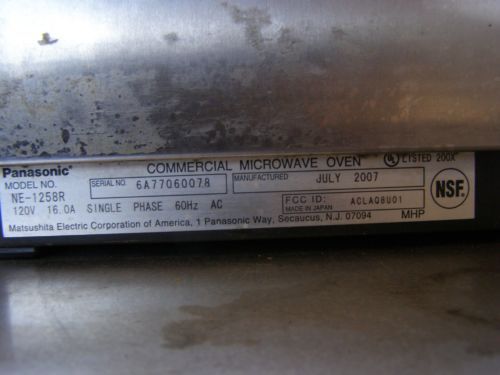 Panasonic COMMERCIAL MICROWAVE OVEN UL LISTED 200X
MODEL NO. SERIAL NO. 6A77060078 MANUFACTURED JULY 2007
NE-1258R
120V 16.0A SINGLE PHASE 60Hz AC FCC ID: ACLAQ8U01
MADE IN JAPAN
Matsushita Electric Corporation of America, 1 Panasonic Way, Secaucus, N.J. 07094 MHP
NSF